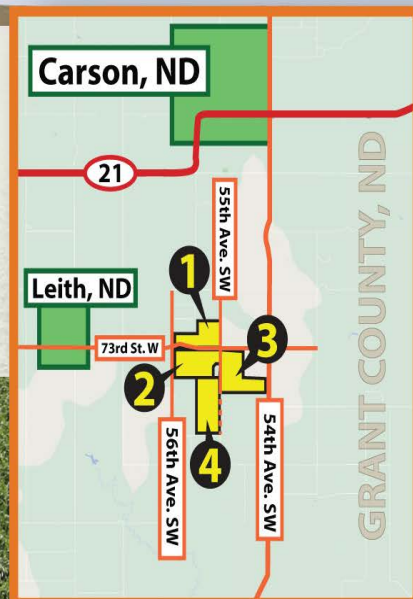 Carson, ND
21
55th Ave. SW
GRANT COUNTY, ND
Leith, ND
1
73rd St. W
3
2
4
56th Ave. SW
54th Ave. SW